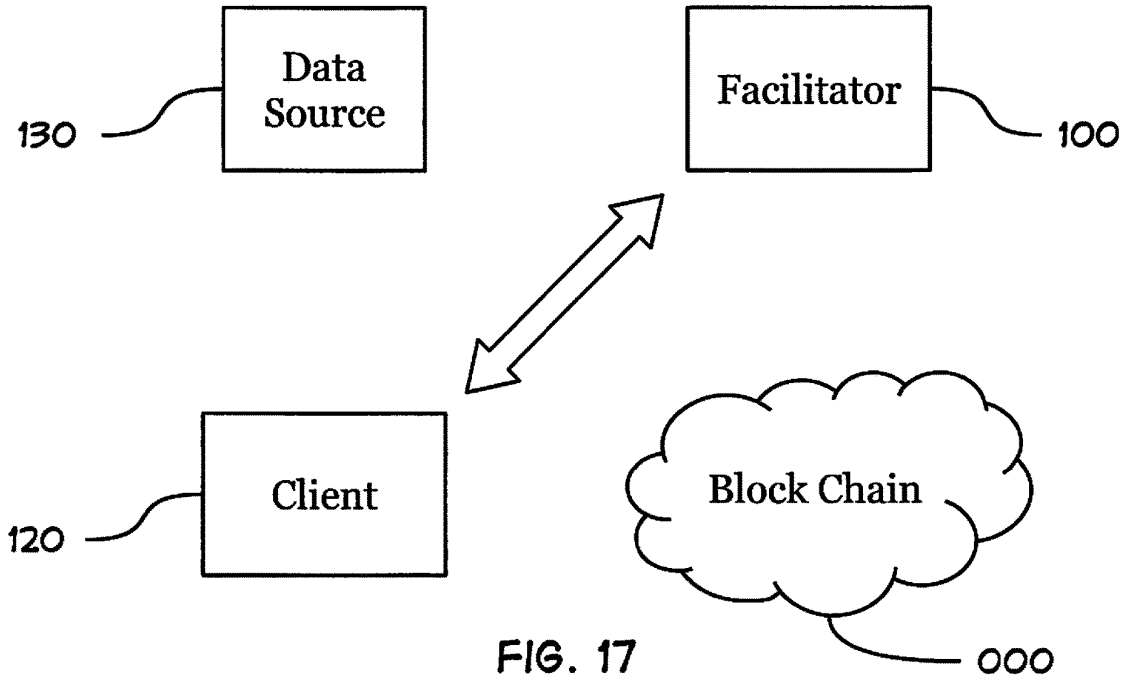 Data
Source
Facilitator
130
100
Client
Block Chain
120
FIG. 17
000